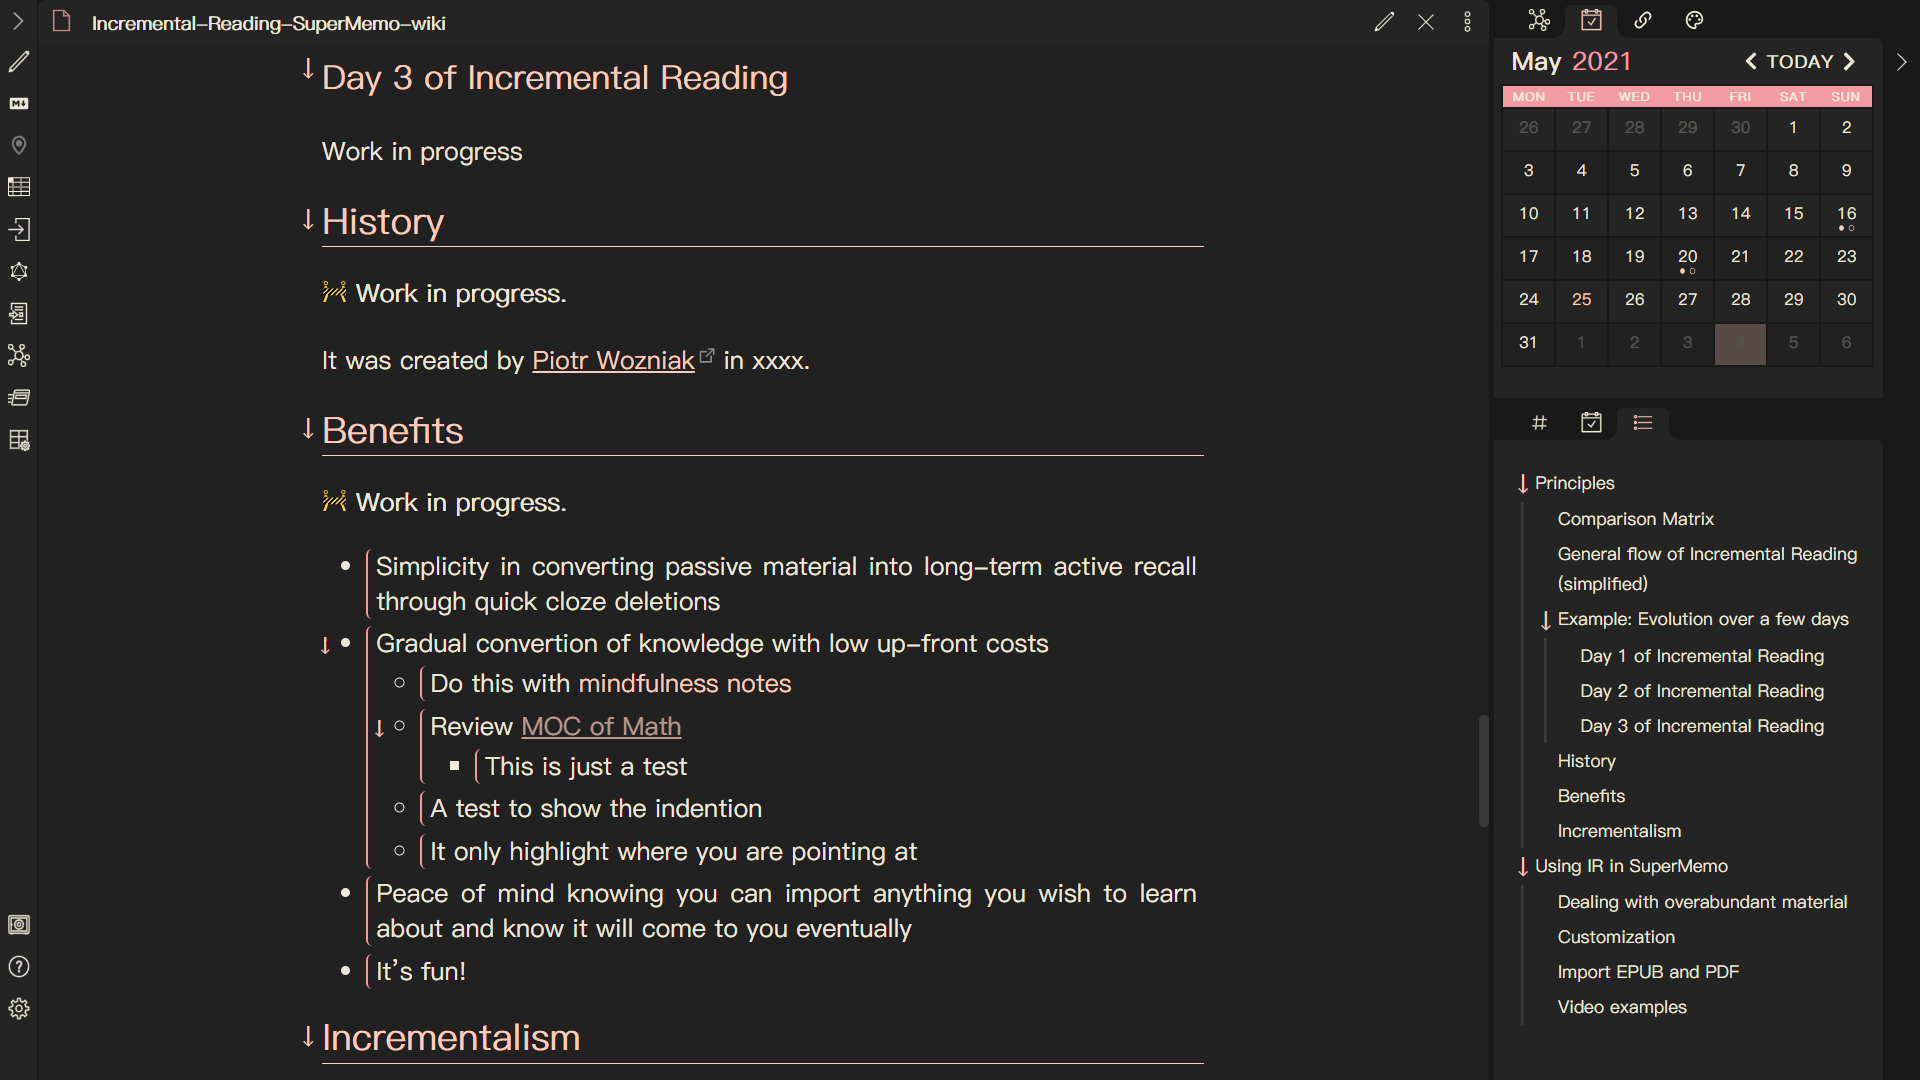 Incremental-Reading-SuperMemo-wiki
Day 3 of Incremental Reading
Work in progress
History
🚧 Work in progress.
It was created by Piotr Wozniak in xxxx.
Benefits
🚧 Work in progress.
Simplicity in converting passive material into long-term active recall
through quick cloze deletions
Gradual convertion of knowledge with low up-front costs
Do this with mindfulness notes
Review MOC of Math
This is just a test
A test to show the indention
It only highlight where you are pointing at
Peace of mind knowing you can import anything you wish to learn
about and know it will come to you eventually
It's fun!
Incrementalism
May 2021
TODAY
MON TUE WED THU FRI SAT SUN
26 27 28 29 30 1 2
3 4 5 6 7 8 9
10 11 12 13 14 15 16
17 18 19 20 21 22 23
24 25 26 27 28 29 30
31 1 2 3 4 5 6
Principles
Comparison Matrix
General flow of Incremental Reading
(simplified)
Example: Evolution over a few days
Day 1 of Incremental Reading
Day 2 of Incremental Reading
Day 3 of Incremental Reading
History
Benefits
Incrementalism
Using IR in SuperMemo
Dealing with overabundant material
Customization
Import EPUB and PDF
Video examples